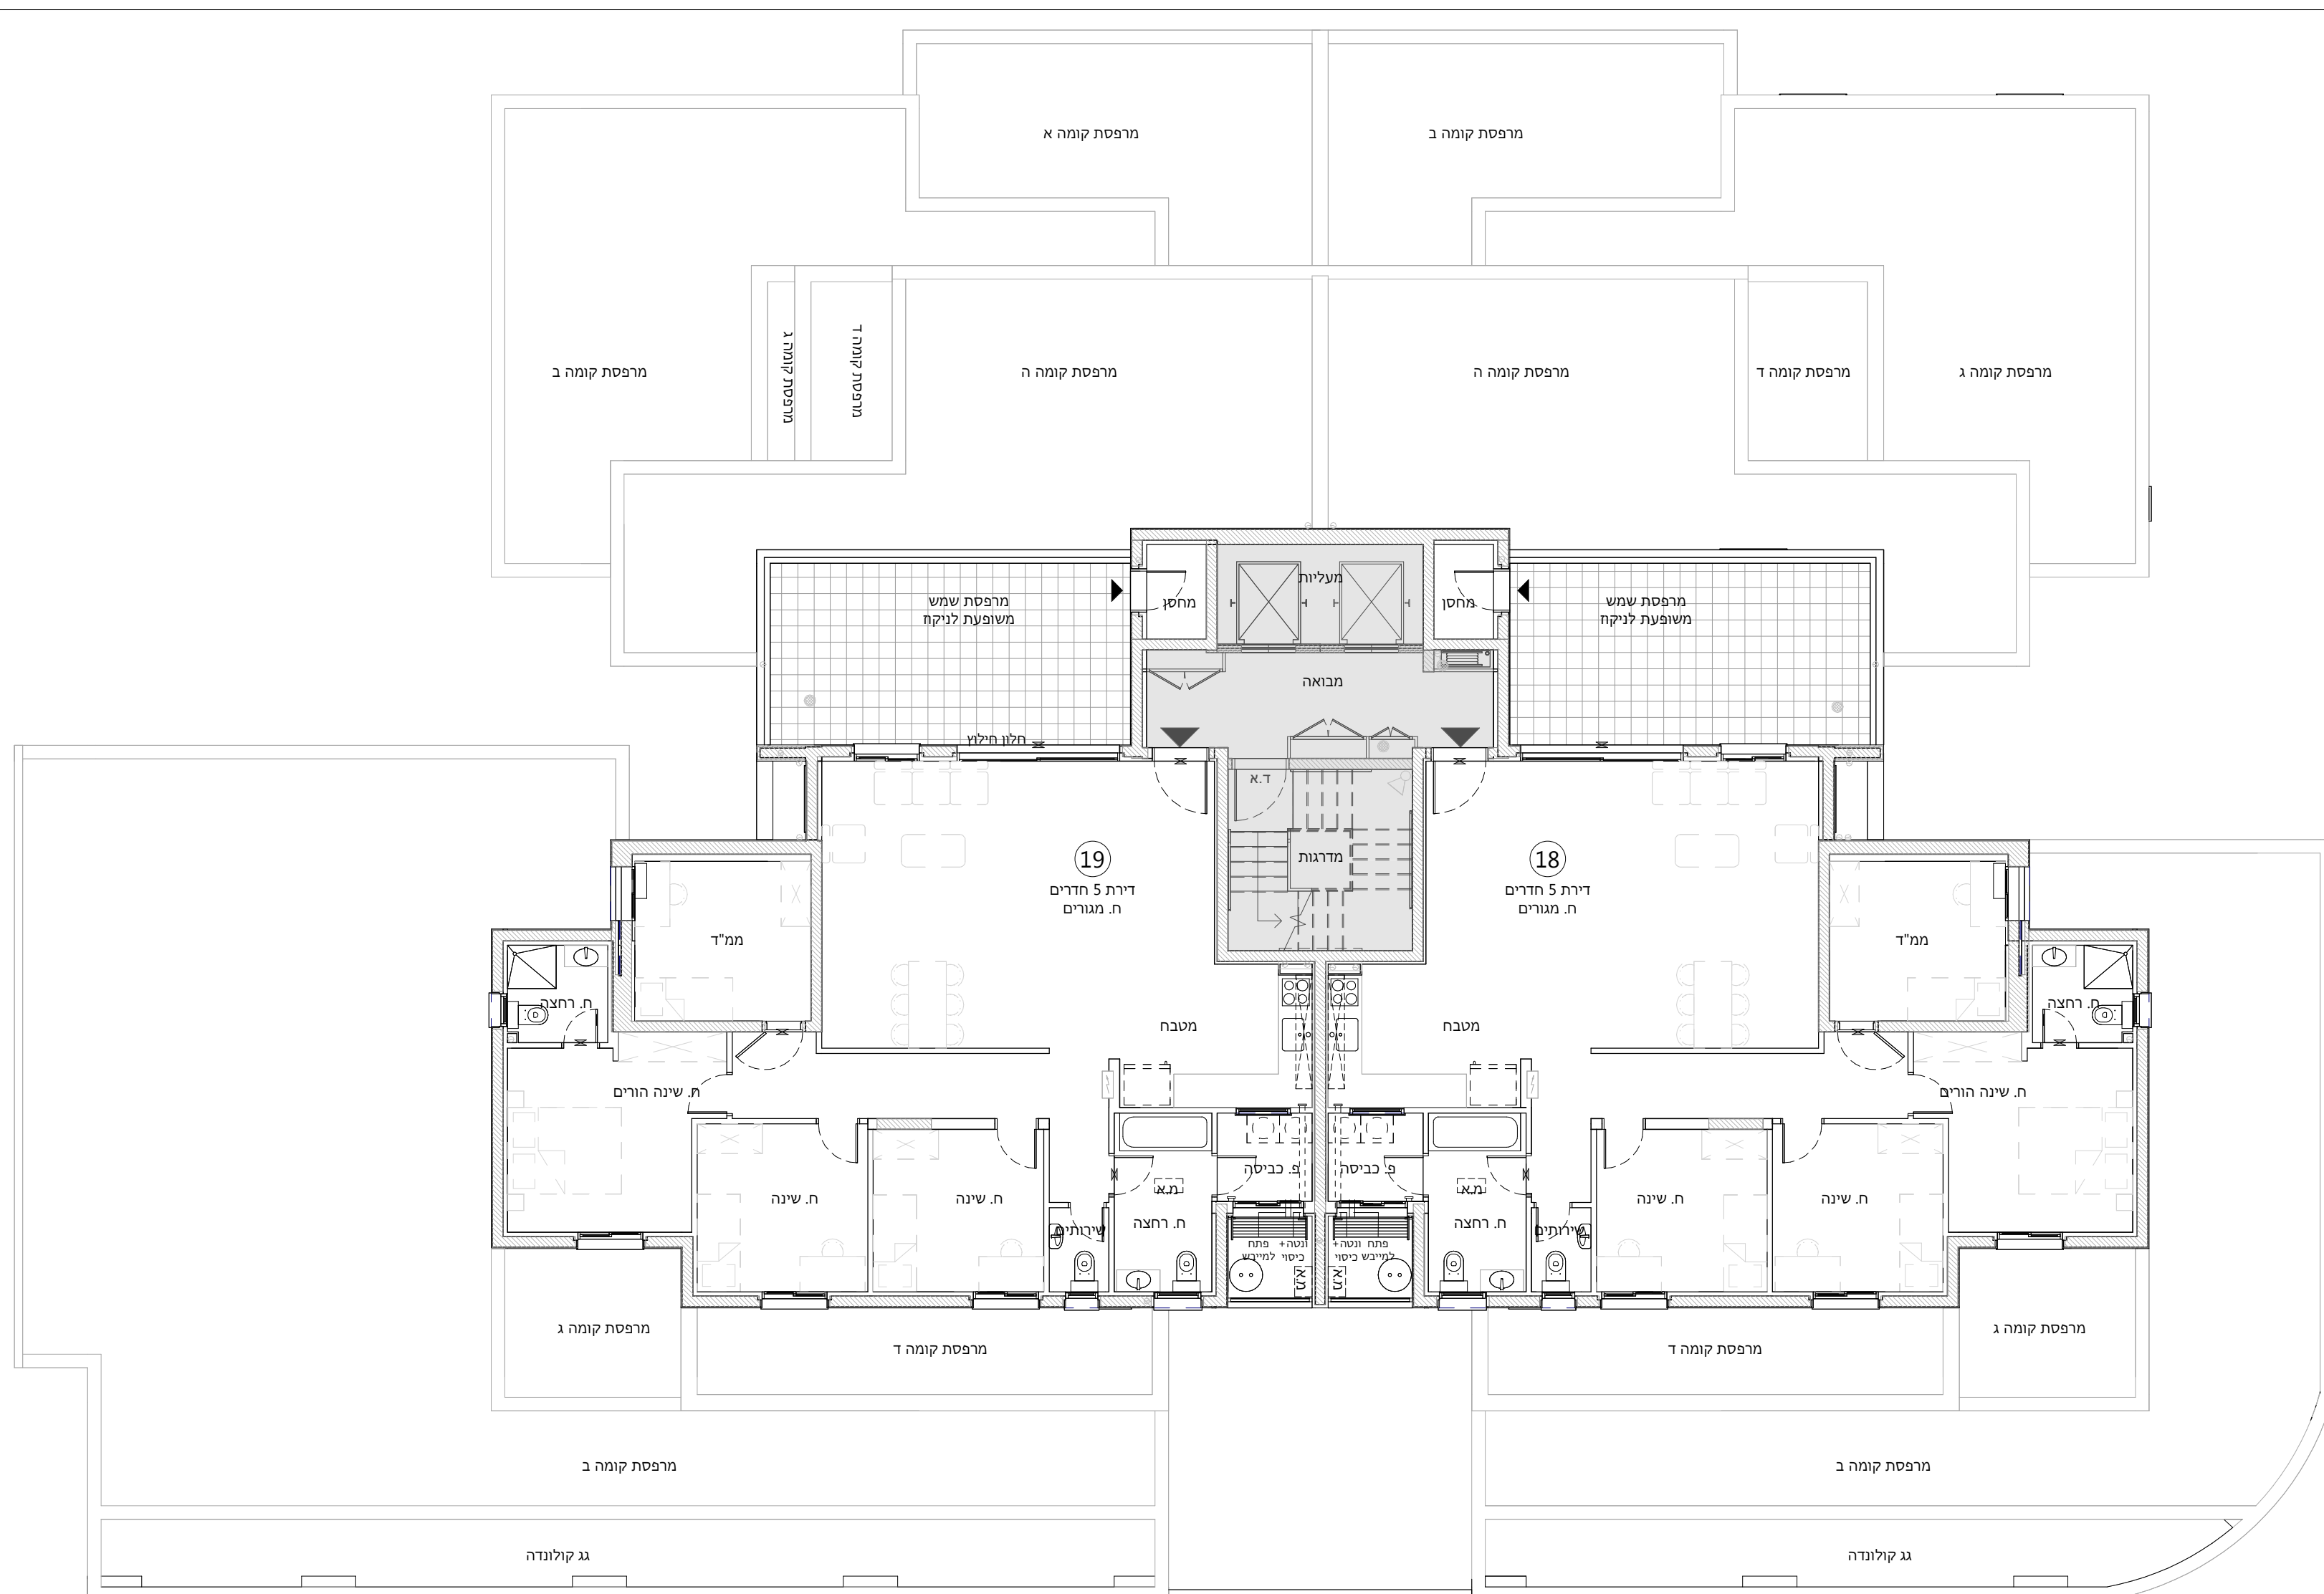 מרפסת קומה א
מרפסת קומה ב
מרפסת קומה ג
מרפסת קומה ד
מרפסת קומה ה
מרפסת קומה ה
מרפסת קומה ד
מרפסת קומה ג
מרפסת קומה ב
מעליות
מרפסת שמש
משופעת לניקוז
מחסן
מחסן
מרפסת שמש
משופעת לניקוז
מבואה
חלון חילוץ
ד.א
מדרגות
18
דירת 5 חדרים
ח. מגורים
19
דירת 5 חדרים
ח. מגורים
ממ"ד
ממ"ד
ח. רחצה
ח. רחצה
מטבח
מטבח
ח. שינה הורים
ח. שינה הורים
פ. כביסה
פ. כביסה
מ.א
מ.א
ח. שינה
ח. שינה
ח. שינה
ח. שינה
ח. רחצה
ח. רחצה
שירותים
שירותים
פתח ונטה+
למייבש כיסוי
ונטה+ פתח
כיסוי למייבש
מ.א
מ.א
מרפסת קומה ג
מרפסת קומה ג
מרפסת קומה ד
מרפסת קומה ד
מרפסת קומה ב
מרפסת קומה ב
גג קולונדה
גג קולונדה